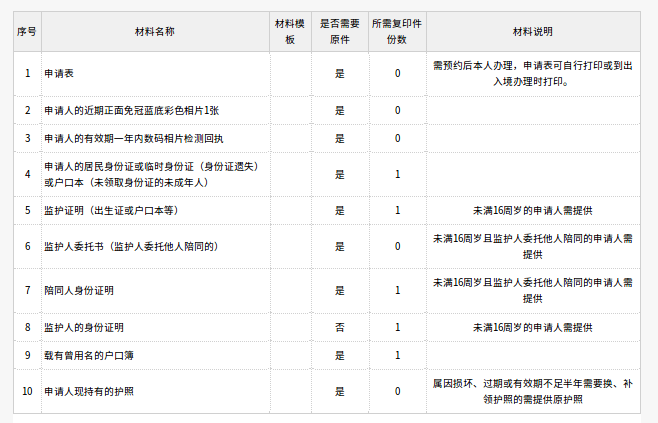 序号 材料名称 材料模板 是否需要原件 所需复印件份数 材料说明
1 申请表 是 0 需预约后本人办理，申请表可自行打印或到出入境办理时打印。
2 申请人的近期正面免冠蓝底彩色相片1张 是 0
3 申请人的有效期一年内数码相片检测回执 是 0
4 申请人的居民身份证或临时身份证（身份证遗失）或户口本（未领取身份证的未成年人） 是 1
5 监护证明（出生证或户口本等） 是 1 未满16周岁的申请人需提供
6 监护人委托书（监护人委托他人陪同的） 是 0 未满16周岁且监护人委托他人陪同的申请人需提供
7 陪同人身份证明 是 1 未满16周岁且监护人委托他人陪同的申请人需提供
8 监护人的身份证明 否 1 未满16周岁的申请人需提供
9 载有曾用名的户口簿 是 1
10 申请人现持有的护照 是 0 属因损坏、过期或有效期不足半年需要换、补领护照的需提供原护照